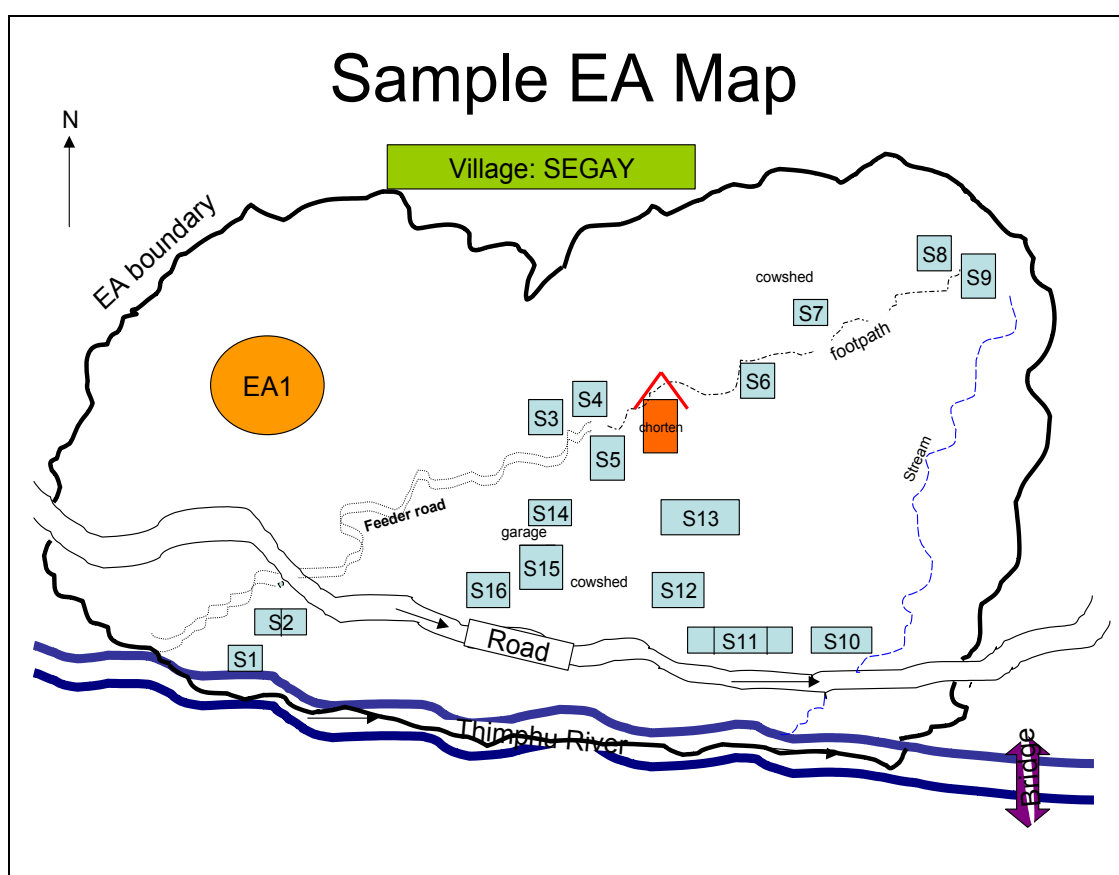 Sample EA Map
N
Village: SEGAY
EA boundary
S8
cowshed
S9
S7
footpath
EA1
S6
S4
S3
chorten
S5
Stream
Feeder road
S14
S13
garage
S15
cowshed
S16
S12
S2
Road
S11
S10
S1
Thimphu River
Bridge